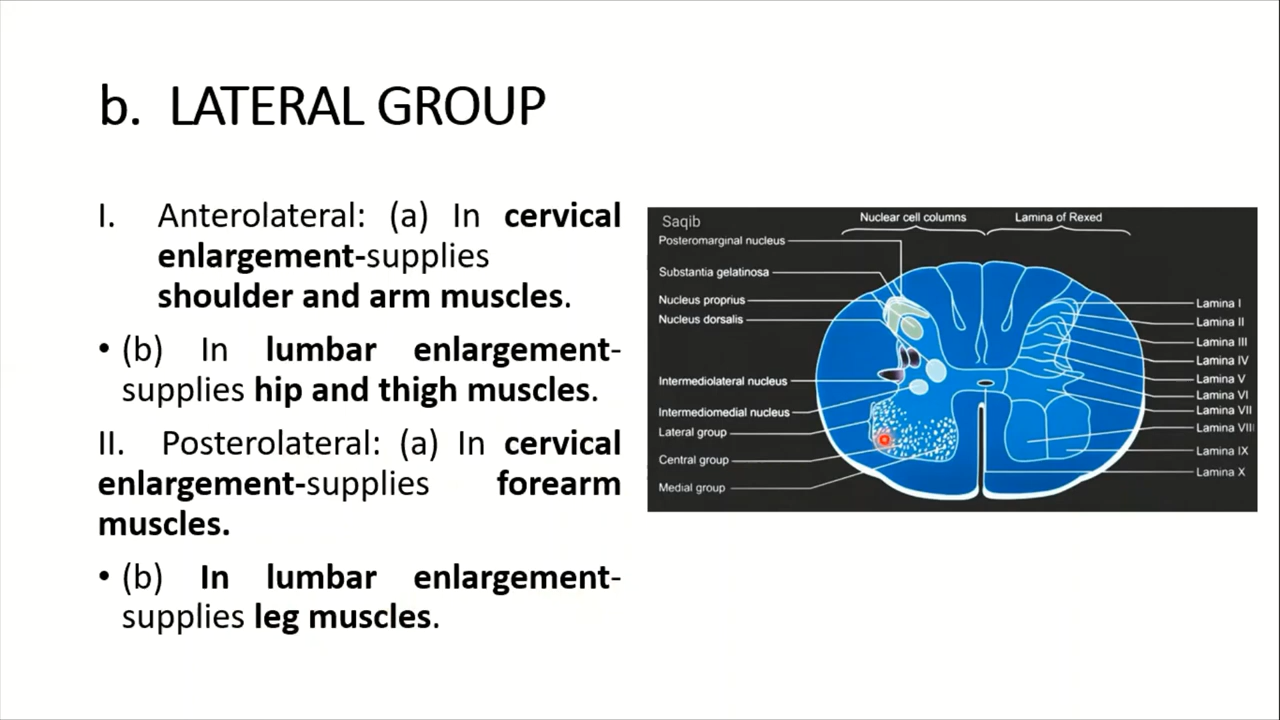 b. LATERAL GROUP
I. Anterolateral: (a) In cervical
enlargement-supplies
shoulder and arm muscles.
• (b) In lumbar enlargement-
supplies hip and thigh muscles.
II. Posterolateral: (a) In cervical
enlargement-supplies forearm
muscles.
• (b) In lumbar enlargement-
supplies leg muscles.
Saqib
Nuclear cell columns
Lamina of Rexed
Posteromarginal nucleus
Substantia gelatinosa
Nucleus proprius
Nucleus dorsalis
Intermediolateral nucleus
Intermediomedial nucleus
Lateral group
Central group
Medial group
Lamina I
Lamina II
Lamina III
Lamina IV
Lamina V
Lamina VI
Lamina VII
Lamina VIII
Lamina IX
Lamina X